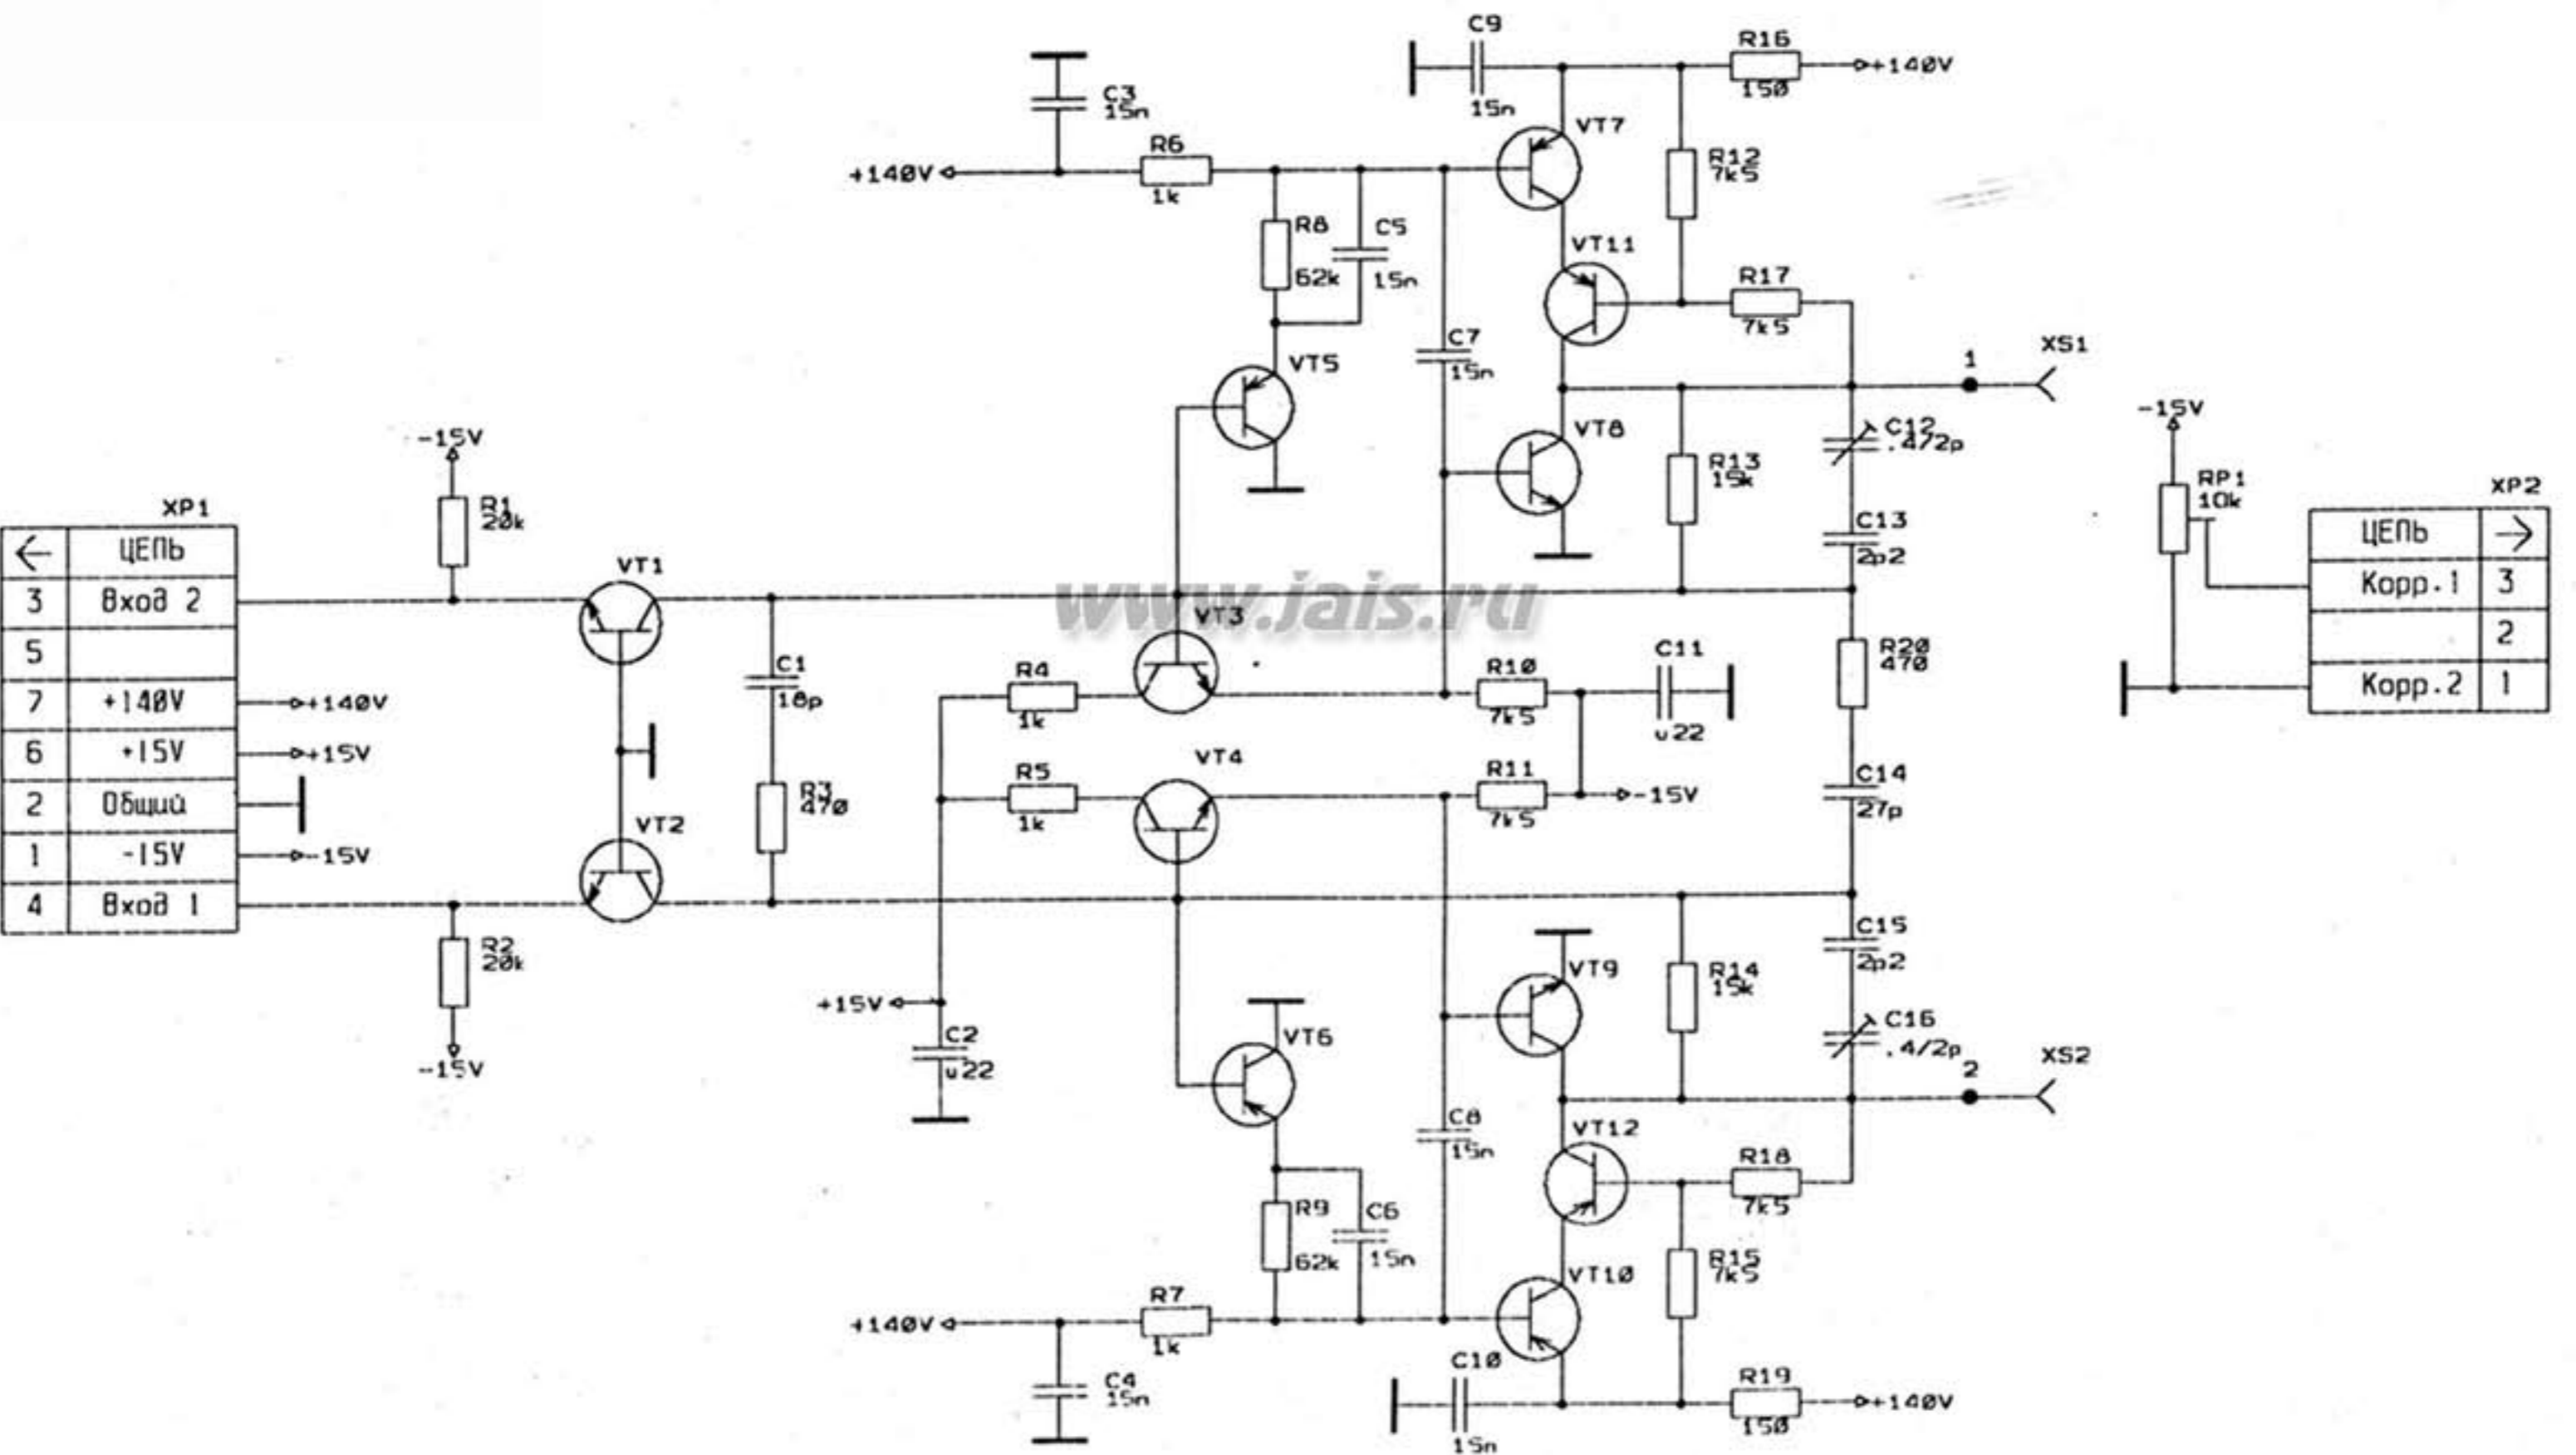 C9
15n
R16
150
+140V
C3
15n
VT7
R6
1k
+140V
R12
7k5
R8
62k
C5
15n
VT11
R17
7k5
C7
15n
VT5
1
XS1
VT8
C12
.4/2p
R13
15k
C13
2p2
-15V
RP1
10k
XP2
ЦЕПЬ →
Корр.1 3
2
Корр.2 1
-15V
R1
20k
XP1
← ЦЕПЬ
3 Вход 2
5
7 +140V
6 +15V
2 Общий
1 -15V
4 Вход 1
+140V
+15V
-15V
VT1
www.jais.ru
VT3
C1
18p
R4
1k
R10
7k5
C11
u22
R20
470
VT4
R3
470
R5
1k
R11
7k5
-15V
C14
27p
VT2
R2
20k
-15V
+15V
C2
u22
VT6
VT9
R14
15k
C15
2p2
C16
.4/2p
2
XS2
C8
15n
VT12
R18
7k5
R9
62k
C6
15n
VT10
R15
7k5
+140V
R7
1k
C4
15n
C10
15n
R19
150
+140V